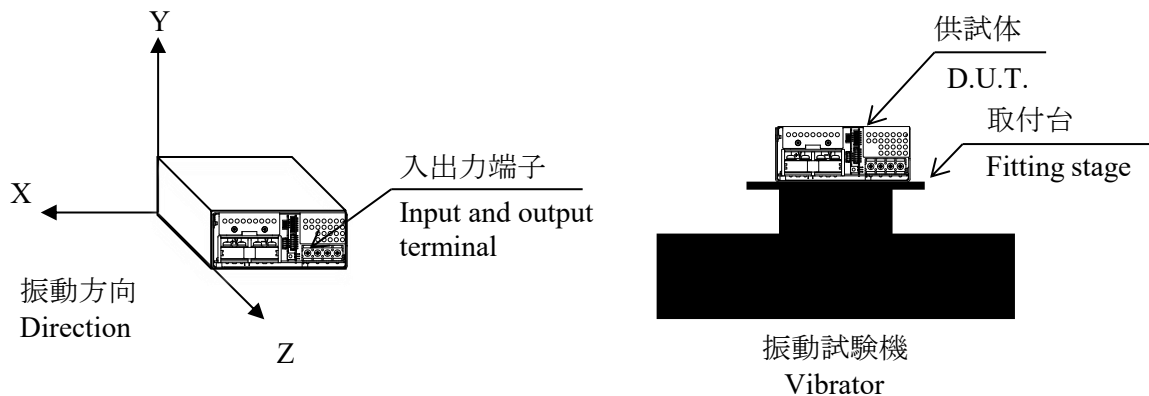 Y
X
Z
入出力端子
Input and output
terminal
振動方向
Direction
供試体
D.U.T.
取付台
Fitting stage
振動試験機
Vibrator